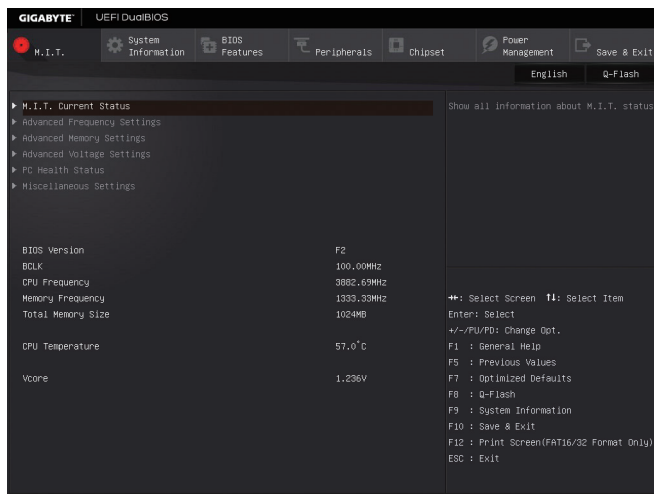 GIGABYTE™ UEFI DualBIOS
M.I.T.
System Information
BIOS Features
Peripherals
Chipset
Power Management
Save & Exit
English
Q-Flash
M.I.T. Current Status
Advanced Frequency Settings
Advanced Memory Settings
Advanced Voltage Settings
PC Health Status
Miscellaneous Settings
Show all information about M.I.T. status
BIOS Version F2
BCLK 100.00MHz
CPU Frequency 3882.69MHz
Memory Frequency 1333.33MHz
Total Memory Size 1024MB
CPU Temperature 57.0°C
Vcore 1.236V
→←: Select Screen ↑↓: Select Item
Enter: Select
+/-/PU/PD: Change Opt.
F1 : General Help
F5 : Previous Values
F7 : Optimized Defaults
F8 : Q-Flash
F9 : System Information
F10 : Save & Exit
F12 : Print Screen(FAT16/32 Format Only)
ESC : Exit